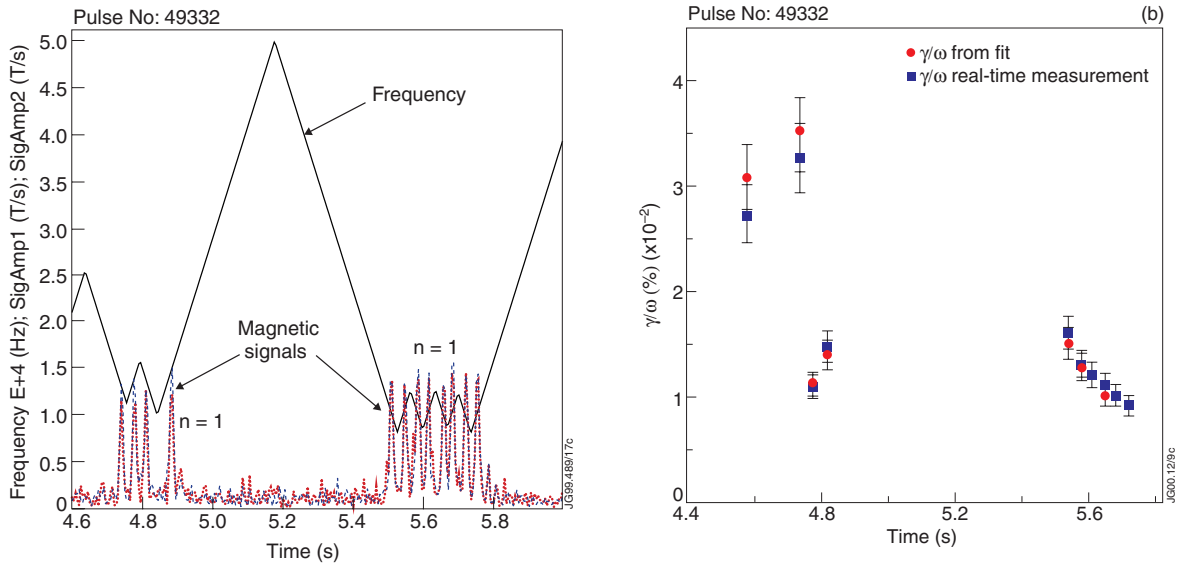 Pulse No: 49332
Frequency E+4 (Hz); SigAmp1 (T/s); SigAmp2 (T/s)
5.0
4.5
4.0
3.5
3.0
2.5
2.0
1.5
1.0
0.5
0
Frequency
Magnetic
signals
n = 1
n = 1
4.6
4.8
5.0
5.2
5.4
5.6
5.8
Time (s)
JG99.489/17c
Pulse No: 49332
(b)
γ/ω from fit
γ/ω real-time measurement
γ/ω (%) (x10⁻²)
4
3
2
1
0
4.4
4.8
5.2
5.6
Time (s)
JG00.12/9c